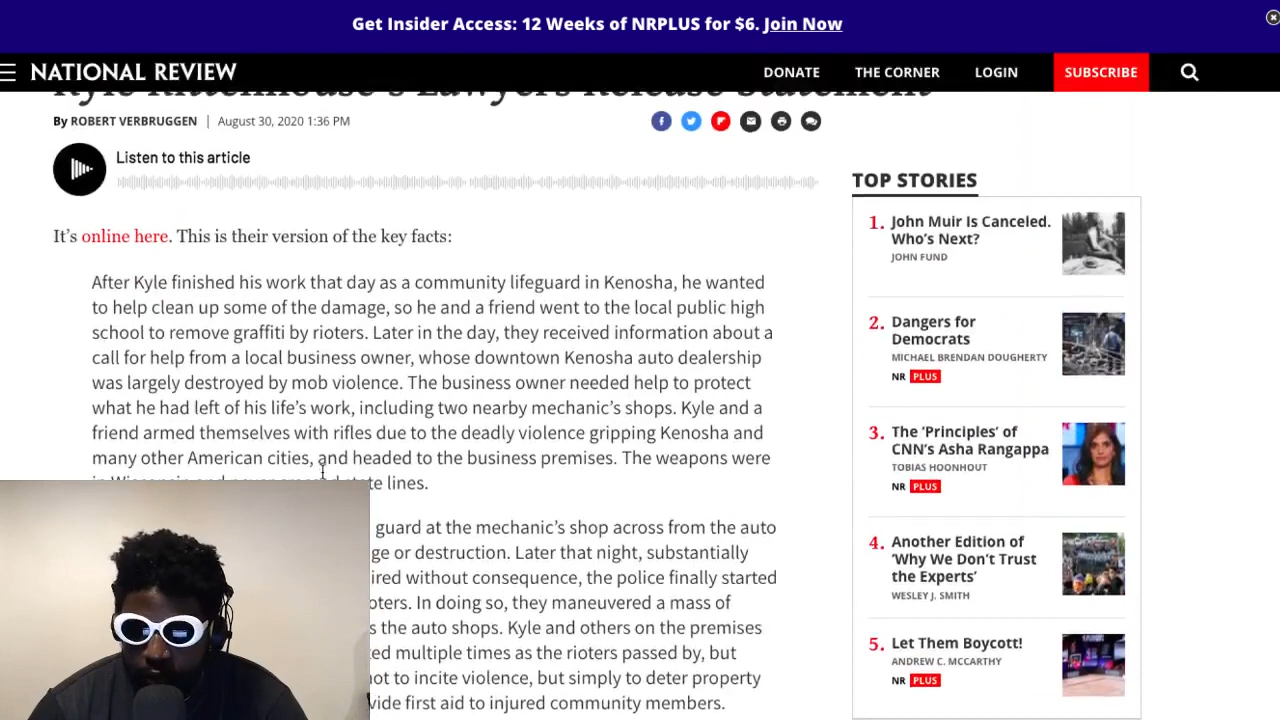 Get Insider Access: 12 Weeks of NRPLUS for $6. Join Now
NATIONAL REVIEW
DONATE
THE CORNER
LOGIN
SUBSCRIBE
Kyle Rittenhouse's Lawyers Release Statement
By ROBERT VERBRUGGEN | August 30, 2020 1:36 PM
Listen to this article
It's online here. This is their version of the key facts:
After Kyle finished his work that day as a community lifeguard in Kenosha, he wanted
to help clean up some of the damage, so he and a friend went to the local public high
school to remove graffiti by rioters. Later in the day, they received information about a
call for help from a local business owner, whose downtown Kenosha auto dealership
was largely destroyed by mob violence. The business owner needed help to protect
what he had left of his life's work, including two nearby mechanic's shops. Kyle and a
friend armed themselves with rifles due to the deadly violence gripping Kenosha and
many other American cities, and headed to the business premises. The weapons were
in Wisconsin and never crossed state lines.
guard at the mechanic's shop across from the auto
or destruction. Later that night, substantially
without consequence, the police finally started
In doing so, they maneuvered a mass of
the auto shops. Kyle and others on the premises
multiple times as the rioters passed by, but
not to incite violence, but simply to deter property
first aid to injured community members.
TOP STORIES
1. John Muir Is Canceled.
Who's Next?
JOHN FUND
2. Dangers for
Democrats
MICHAEL BRENDAN DOUGHERTY
NR PLUS
3. The 'Principles' of
CNN's Asha Rangappa
TOBIAS HOONHOUT
NR PLUS
4. Another Edition of
'Why We Don't Trust
the Experts'
WESLEY J. SMITH
5. Let Them Boycott!
ANDREW C. MCCARTHY
NR PLUS